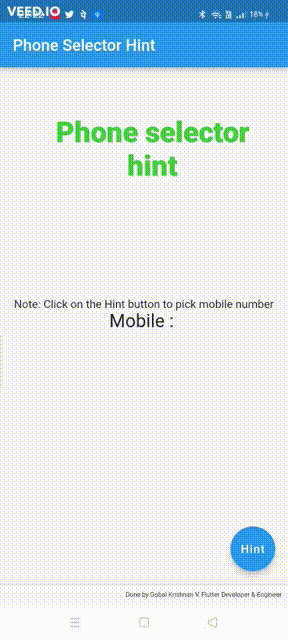 VEED.IO
18%
Phone Selector Hint
Phone selector
hint
Note: Click on the Hint button to pick mobile number
Mobile :
Hint
Done by Gobal Krishnan V, Flutter Developer & Engineer